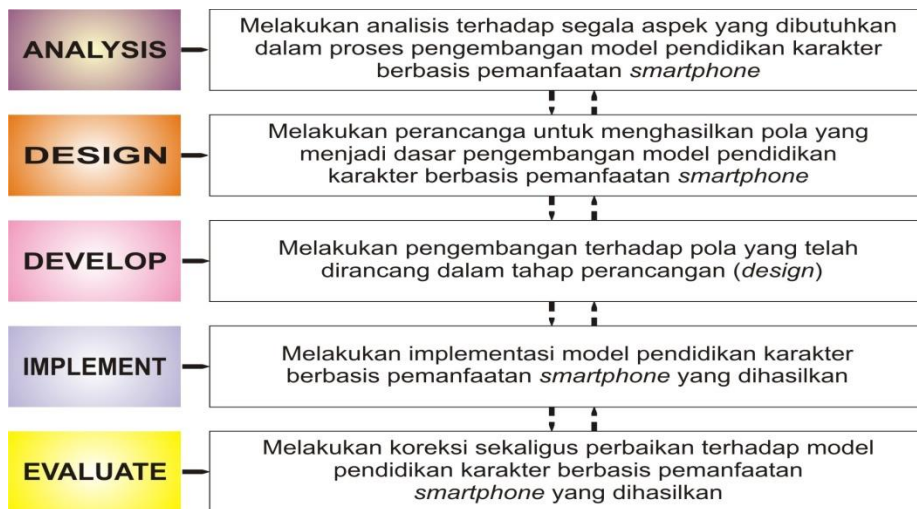 ANALYSIS
Melakukan analisis terhadap segala aspek yang dibutuhkan
dalam proses pengembangan model pendidikan karakter
berbasis pemanfaatan smartphone
DESIGN
Melakukan perancanga untuk menghasilkan pola yang
menjadi dasar pengembangan model pendidikan
karakter berbasis pemanfaatan smartphone
DEVELOP
Melakukan pengembangan terhadap pola yang telah
dirancang dalam tahap perancangan (design)
IMPLEMENT
Melakukan implementasi model pendidikan karakter
berbasis pemanfaatan smartphone yang dihasilkan
EVALUATE
Melakukan koreksi sekaligus perbaikan terhadap model
pendidikan karakter berbasis pemanfaatan
smartphone yang dihasilkan